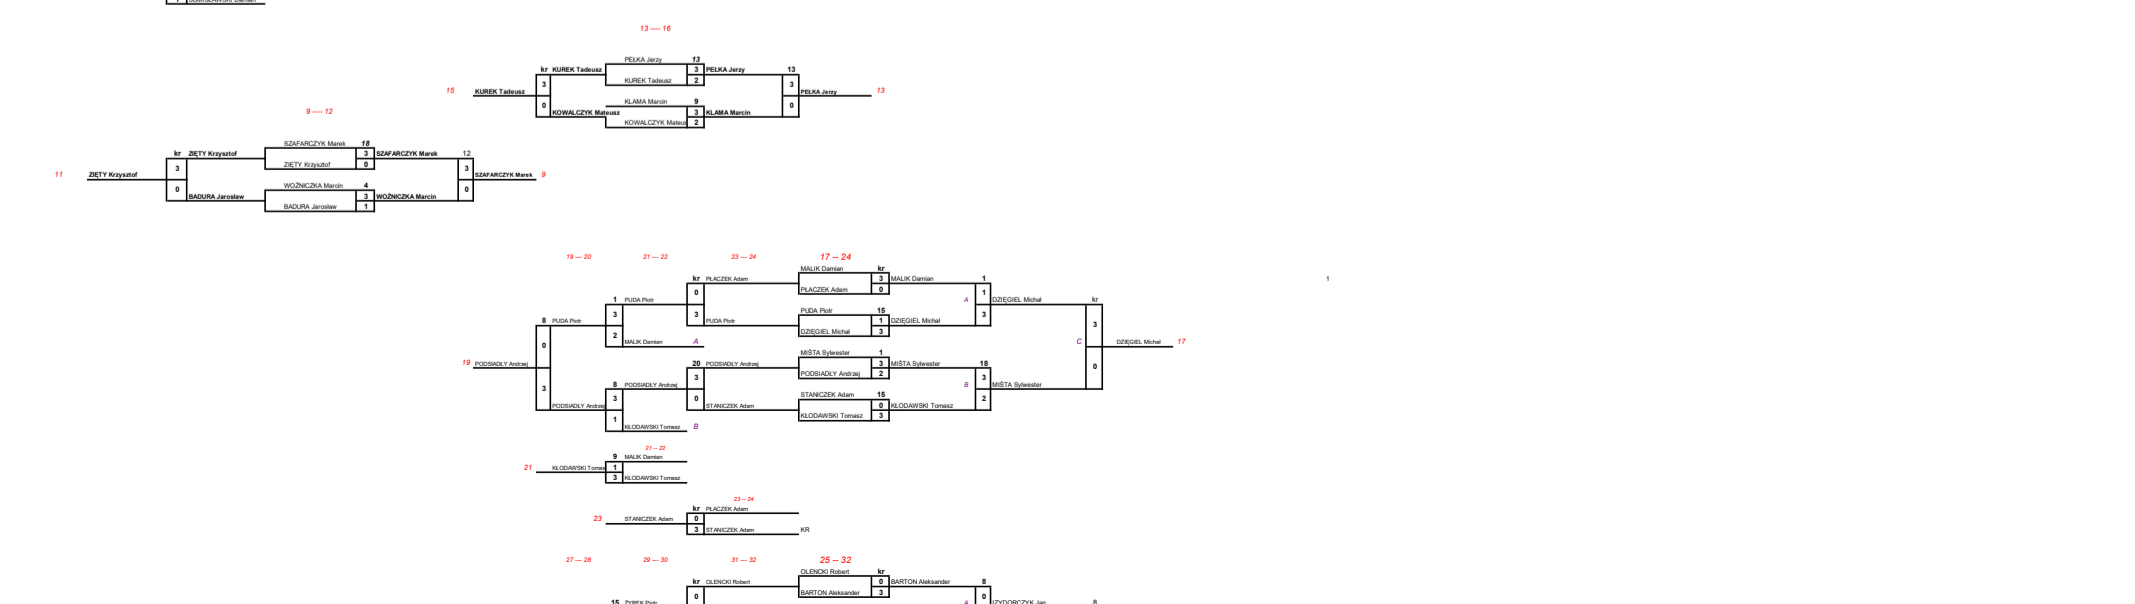 13 ---- 16
PEŁKA Jerzy 13
kr KUREK Tadeusz 3 PEŁKA Jerzy 13
3 KUREK Tadeusz 2 3
15 KUREK Tadeusz PEŁKA Jerzy 13
0 KLAMA Marcin 9 0
9 ---- 12
KOWALCZYK Mateusz 3 KLAMA Marcin
KOWALCZYK Mateus 2
SZAFARCZYK Marek 18
kr ZIĘTY Krzysztof 3 SZAFARCZYK Marek 12
3 ZIĘTY Krzysztof 0 3
11 ZIĘTY Krzysztof SZAFARCZYK Marek 9
0 WOŹNICZKA Marcin 4 0
BADURA Jarosław 3 WOŹNICZKA Marcin
BADURA Jarosław 1
19 --- 20 21 --- 22 23 --- 24 17 -- 24
MALIK Damian kr
kr PŁACZEK Adam 3 MALIK Damian 1 1
0 PŁACZEK Adam 0 1
1 PUDA Piotr A DZIĘGIEL Michał kr
3 3 PUDA Piotr 15 3
8 PUDA Piotr PUDA Piotr 1 DZIĘGIEL Michał 3
2 DZIĘGIEL Michał 3
0 MALIK Damian A C DZIĘGIEL Michał 17
MIŚTA Sylwester 1
19 PODSIADŁY Andrzej 20 PODSIADŁY Andrzej 3 MIŚTA Sylwester 18 0
3 PODSIADŁY Andrzej 2 3
3 8 PODSIADŁY Andrzej B MIŚTA Sylwester
3 0 STANICZEK Adam 15 2
PODSIADŁY Andrze STANICZEK Adam 0 KŁODAWSKI Tomasz
1 KŁODAWSKI Tomasz 3
KŁODAWSKI Tomasz B
21 -- 22
9 MALIK Damian
21 KŁODAWSKI Tomas 1
3 KŁODAWSKI Tomasz
23 -- 24
kr PŁACZEK Adam
23 STANICZEK Adam 0
3 STANICZEK Adam KR
27 --- 28 29 --- 30 31 --- 32 25 -- 32
OLENCKI Robert kr
kr OLENCKI Robert 0 BARTON Aleksander 8
0 BARTON Aleksander 3 0